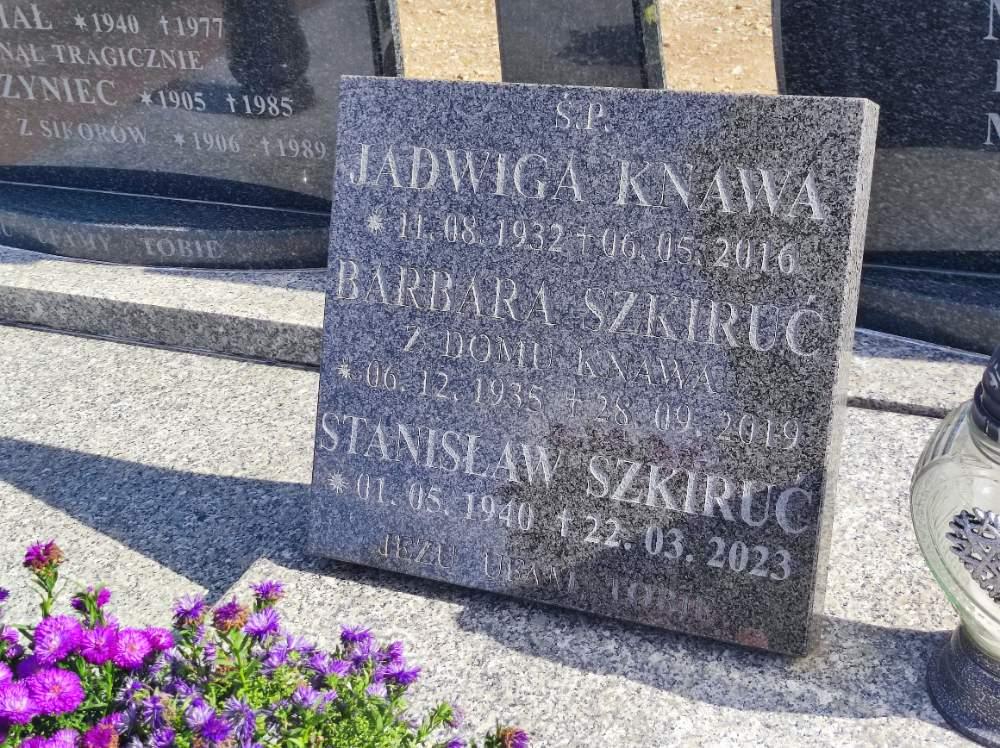 IAŁ *1940 †1977
NĄŁ TRAGICZNIE
ZYNIEC *1905 †1985
Z SIKORÓW *1906 †1989
TOBIE
Ś.P.
JADWIGA KNAWA
* 11. 08. 1932 † 06. 05. 2016
BARBARA SZKIRUĆ
Z DOMU KNAWA
* 06. 12. 1935 † 28. 09. 2019
STANISŁAW SZKIRUĆ
* 01. 05. 1940 † 22. 03. 2023
JEZU UFAM TOBIE